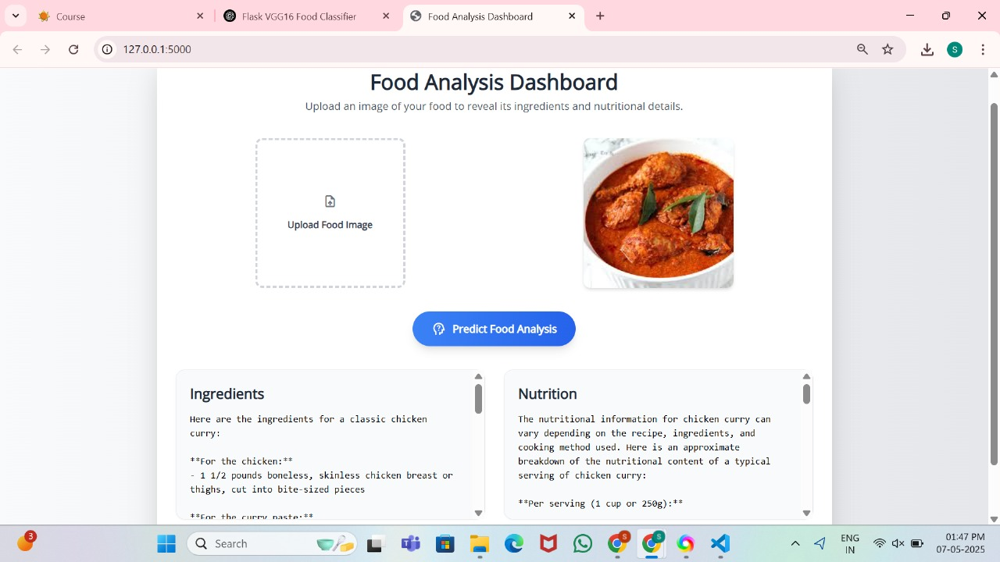 Course
Flask VGG16 Food Classifier
Food Analysis Dashboard
127.0.0.1:5000
S
Food Analysis Dashboard
Upload an image of your food to reveal its ingredients and nutritional details.
Upload Food Image
Predict Food Analysis
Ingredients
Here are the ingredients for a classic chicken
curry:
**For the chicken:**
- 1 1/2 pounds boneless, skinless chicken breast or
thighs, cut into bite-sized pieces
**For the curry paste:**
Nutrition
The nutritional information for chicken curry can
vary depending on the recipe, ingredients, and
cooking method used. Here is an approximate
breakdown of the nutritional content of a typical
serving of chicken curry:
**Per serving (1 cup or 250g):**
3
Search
S
S
ENG
IN
01:47 PM
07-05-2025